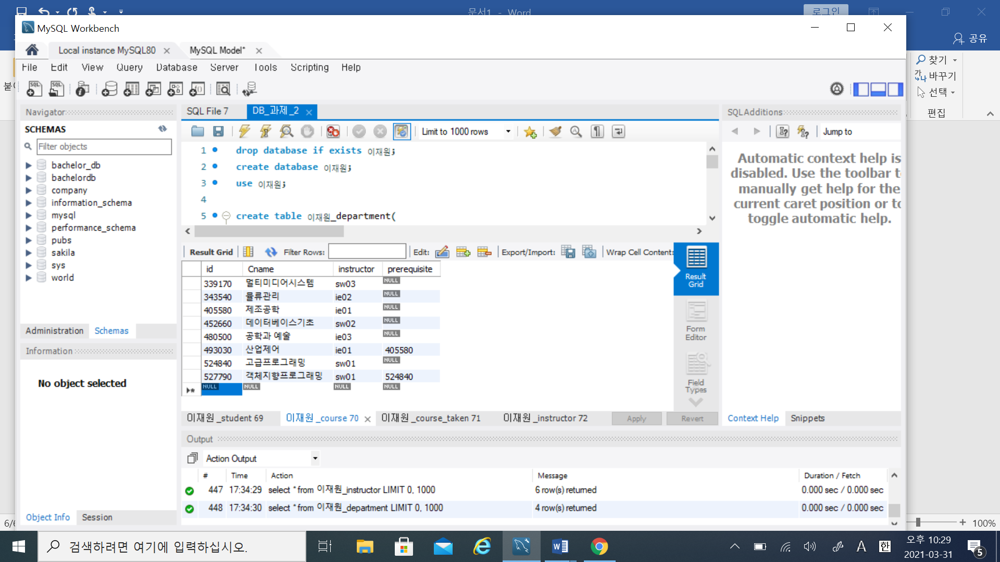 문서1 - Word
로그인
MySQL Workbench
공유
Local instance MySQL80
MySQL Model*
File Edit View Query Database Server Tools Scripting Help
찾기
바꾸기
선택
편집
Navigator
SCHEMAS
Filter objects
bachelor_db
bachelordb
company
information_schema
mysql
performance_schema
pubs
sakila
sys
world
Administration Schemas
Information
No object selected
Object Info Session
SQL File 7 DB_과제_2
Limit to 1000 rows
1 drop database if exists 이재원;
2 create database 이재원;
3 use 이재원;
4
5 create table 이재원_department(
Result Grid Filter Rows: Edit: Export/Import: Wrap Cell Content:
id Cname instructor prerequisite
339170 멀티미디어시스템 sw03 NULL
343540 물류관리 ie02 NULL
405580 제조공학 ie01 NULL
452660 데이터베이스기초 sw02 NULL
480500 공학과 예술 ie03 NULL
493030 산업제어 ie01 405580
524840 고급프로그래밍 sw01 NULL
527790 객체지향프로그래밍 sw01 524840
NULL NULL NULL NULL
Result Grid
Form Editor
Field Types
이재원_student 69 이재원_course 70 이재원_course_taken 71 이재원_instructor 72 Apply Revert
SQLAdditions
Jump to
Automatic context help is
disabled. Use the toolbar t
manually get help for the
current caret position or to
toggle automatic help.
Context Help Snippets
Output
Action Output
# Time Action Message Duration / Fetch
447 17:34:29 select * from 이재원_instructor LIMIT 0, 1000 6 row(s) returned 0.000 sec / 0.000 sec
448 17:34:30 select * from 이재원_department LIMIT 0, 1000 4 row(s) returned 0.000 sec / 0.000 sec
100%
검색하려면 여기에 입력하십시오.
A 한
오후 10:29
2021-03-31
5